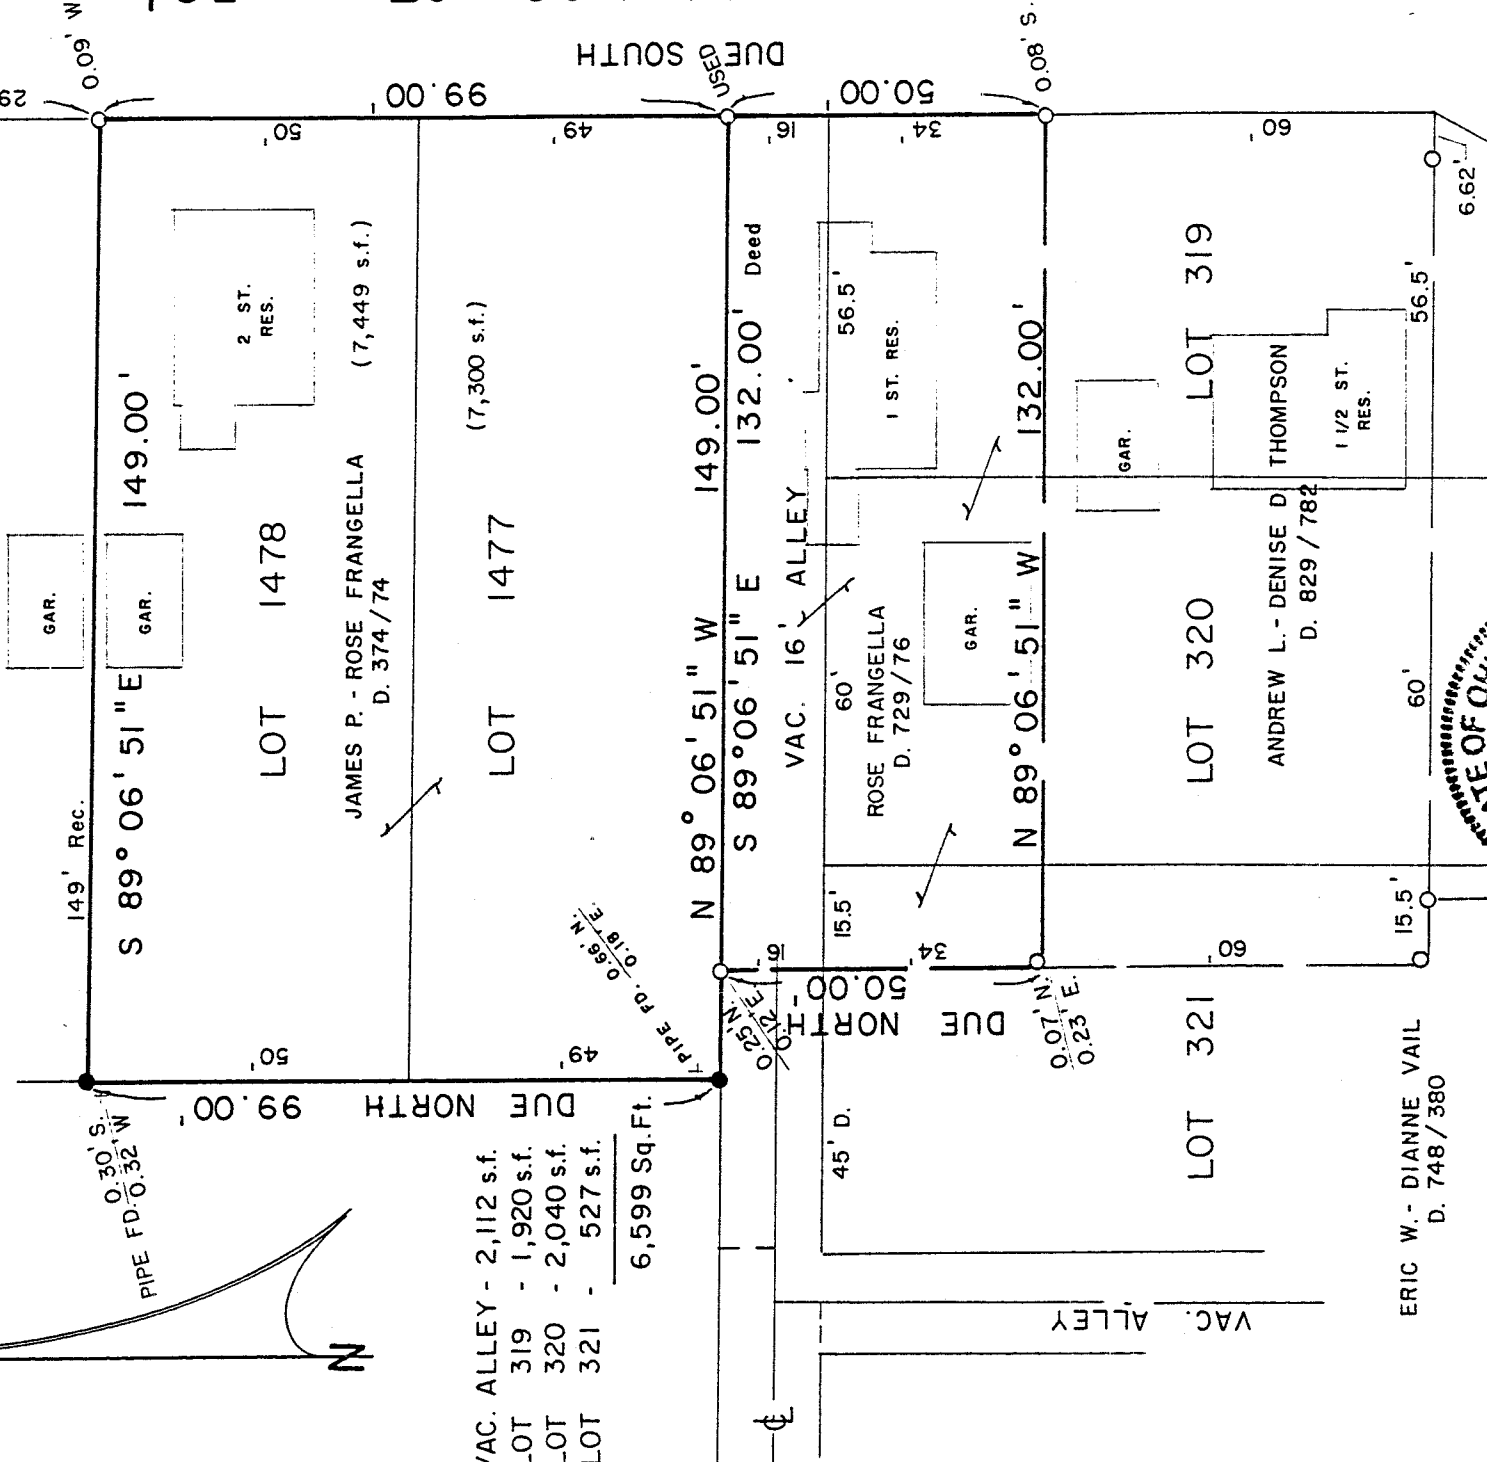 DUE SOUTH
USED
0.09' W
0.08' S.
99.00'
50.00'
50'
49'
16'
34'
60'
6.62'
149' Rec.
S 89° 06' 51" E 149.00'
GAR.
GAR.
2 ST.
RES.
LOT 1478
(7,449 s.f.)
JAMES P. - ROSE FRANGELLA
D. 374/74
LOT 1477
(7,300 s.f.)
N 89° 06' 51" W 149.00'
S 89° 06' 51" E 132.00' Deed
VAC. 16' ALLEY
15.5'
60'
56.5'
ROSE FRANGELLA
D. 729/76
1 ST. RES.
GAR.
N 89° 06' 51" W 132.00'
GAR.
LOT 321
LOT 320
LOT 319
ANDREW L. - DENISE D. THOMPSON
D. 829/782
1 1/2 ST.
RES.
15.5'
60'
56.5'
DUE NORTH
99.00'
50'
49'
DUE NORTH
50.00'
16'
34'
60'
PIPE FD. 0.30' S.
0.32' W
PIPE FD. 0.66' N.
0.18' E.
0.25' N.
0.12' E.
0.07' N.
0.23' E.
45' D.
ERIC W. - DIANNE VAIL
D. 748/380
VAC. ALLEY
VAC. ALLEY - 2,112 s.f.
LOT 319 - 1,920 s.f.
LOT 320 - 2,040 s.f.
LOT 321 - 527 s.f.
6,599 Sq.Ft.
N